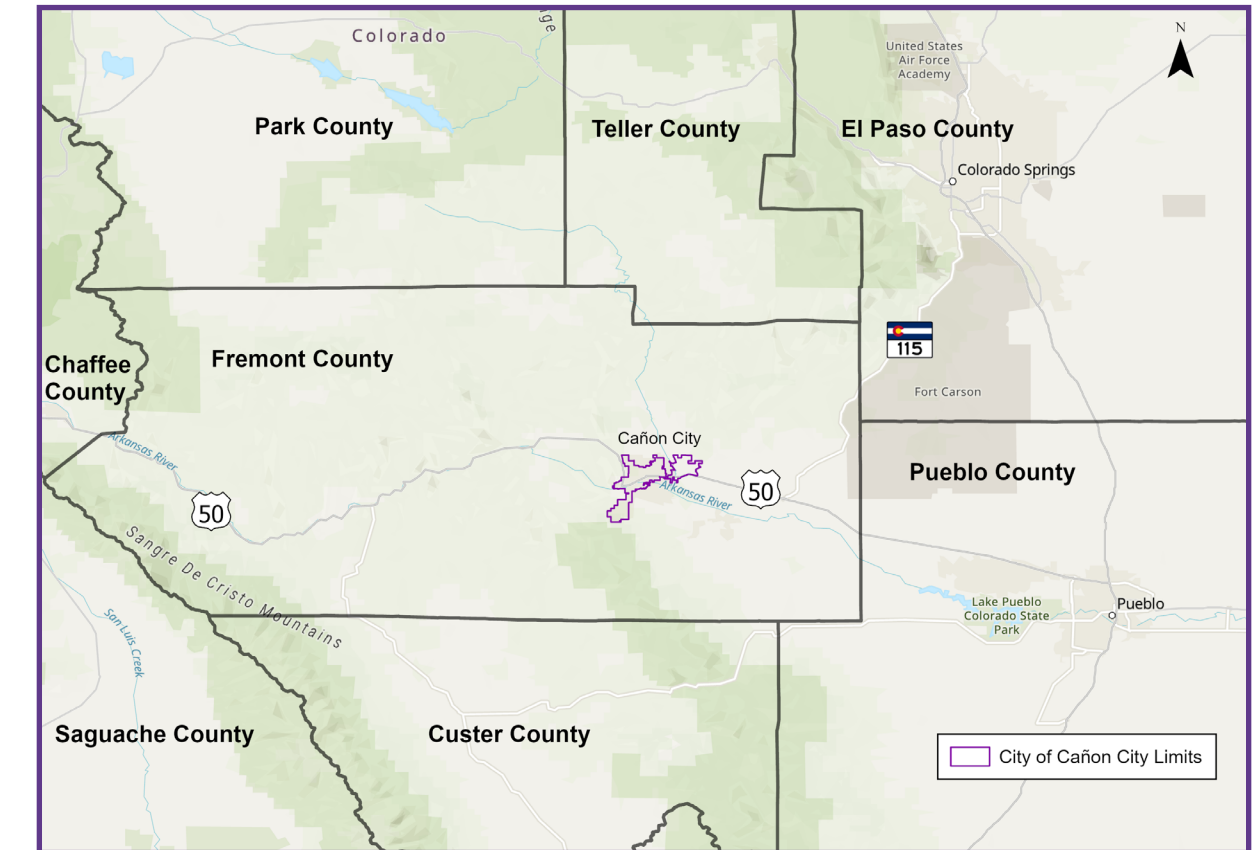 Colorado
nge
N
United States
Air Force
Academy
Park County
Teller County
El Paso County
Colorado Springs
115
Chaffee
County
Fremont County
Fort Carson
Arkansas River
Cañon City
Pueblo County
50
Arkansas River
50
Sangre De Cristo Mountains
San Luis Creek
Lake Pueblo
Colorado State
Park
Pueblo
Saguache County
Custer County
City of Cañon City Limits